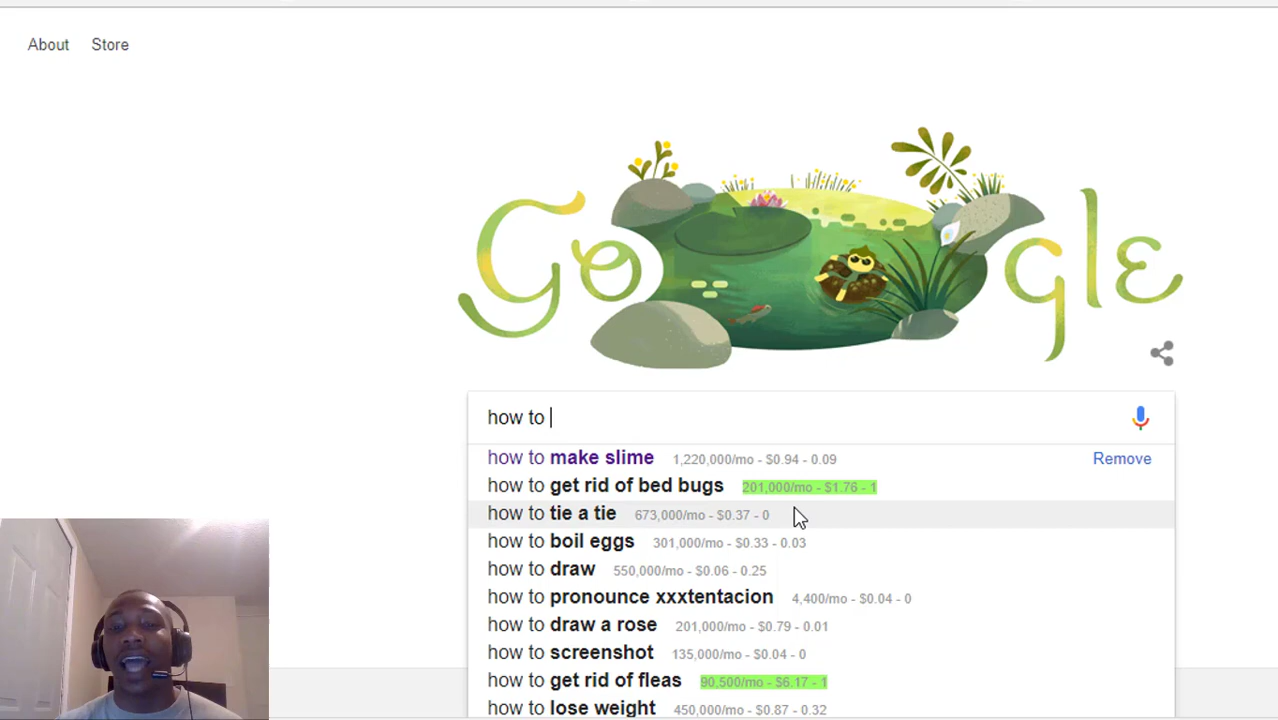 About Store
Google
how to
how to make slime 1,220,000/mo - $0.94 - 0.09 Remove
how to get rid of bed bugs 201,000/mo - $1.76 - 1
how to tie a tie 673,000/mo - $0.37 - 0
how to boil eggs 301,000/mo - $0.33 - 0.03
how to draw 550,000/mo - $0.06 - 0.25
how to pronounce xxxtentacion 4,400/mo - $0.04 - 0
how to draw a rose 201,000/mo - $0.79 - 0.01
how to screenshot 135,000/mo - $0.04 - 0
how to get rid of fleas 90,500/mo - $6.17 - 1
how to lose weight 450,000/mo - $0.87 - 0.32